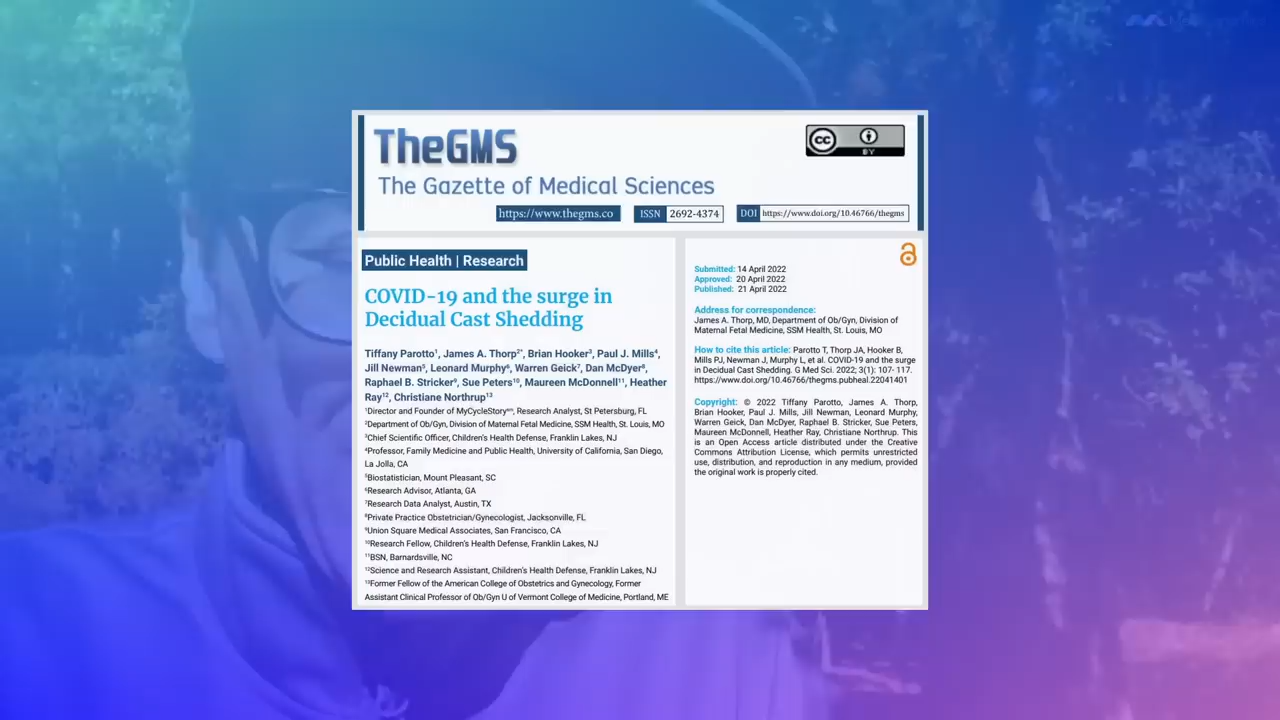 TheGMS
The Gazette of Medical Sciences
cc BY
https://www.thegms.co ISSN 2692-4374 DOI https://www.doi.org/10.46766/thegms
Public Health | Research
COVID-19 and the surge in
Decidual Cast Shedding
Tiffany Parotto1, James A. Thorp2*, Brian Hooker3, Paul J. Mills4,
Jill Newman5, Leonard Murphy6, Warren Geick7, Dan McDyer8,
Raphael B. Stricker9, Sue Peters10, Maureen McDonnell11, Heather
Ray12, Christiane Northrup13
1Director and Founder of MyCycleStorySM, Research Analyst, St Petersburg, FL
2Department of Ob/Gyn, Division of Maternal Fetal Medicine, SSM Health, St. Louis, MO
3Chief Scientific Officer, Children's Health Defense, Franklin Lakes, NJ
4Professor, Family Medicine and Public Health, University of California, San Diego,
La Jolla, CA
5Biostatistician, Mount Pleasant, SC
6Research Advisor, Atlanta, GA
7Research Data Analyst, Austin, TX
8Private Practice Obstetrician/Gynecologist, Jacksonville, FL
9Union Square Medical Associates, San Francisco, CA
10Research Fellow, Children's Health Defense, Franklin Lakes, NJ
11BSN, Barnardsville, NC
12Science and Research Assistant, Children's Health Defense, Franklin Lakes, NJ
13Former Fellow of the American College of Obstetrics and Gynecology, Former
Assistant Clinical Professor of Ob/Gyn U of Vermont College of Medicine, Portland, ME
Submitted: 14 April 2022
Approved: 20 April 2022
Published: 21 April 2022
Address for correspondence:
James A. Thorp, MD, Department of Ob/Gyn, Division of
Maternal Fetal Medicine, SSM Health, St. Louis, MO
How to cite this article: Parotto T, Thorp JA, Hooker B,
Mills PJ, Newman J, Murphy L, et al. COVID-19 and the surge
in Decidual Cast Shedding. G Med Sci. 2022; 3(1): 107- 117.
https://www.doi.org/10.46766/thegms.pubheal.22041401
Copyright: © 2022 Tiffany Parotto, James A. Thorp,
Brian Hooker, Paul J. Mills, Jill Newman, Leonard Murphy,
Warren Geick, Dan McDyer, Raphael B. Stricker, Sue Peters,
Maureen McDonnell, Heather Ray, Christiane Northrup. This
is an Open Access article distributed under the Creative
Commons Attribution License, which permits unrestricted
use, distribution, and reproduction in any medium, provided
the original work is properly cited.